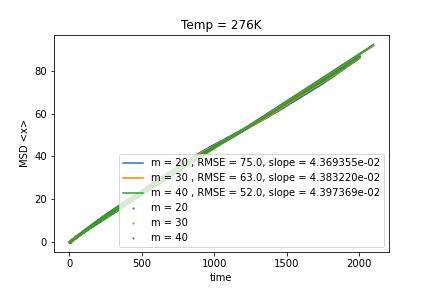 Temp = 276K
MSD <x>
80
60
40
20
0
m = 20 , RMSE = 75.0, slope = 4.369355e-02
m = 30 , RMSE = 63.0, slope = 4.383220e-02
m = 40 , RMSE = 52.0, slope = 4.397369e-02
m = 20
m = 30
m = 40
0 500 1000 1500 2000
time